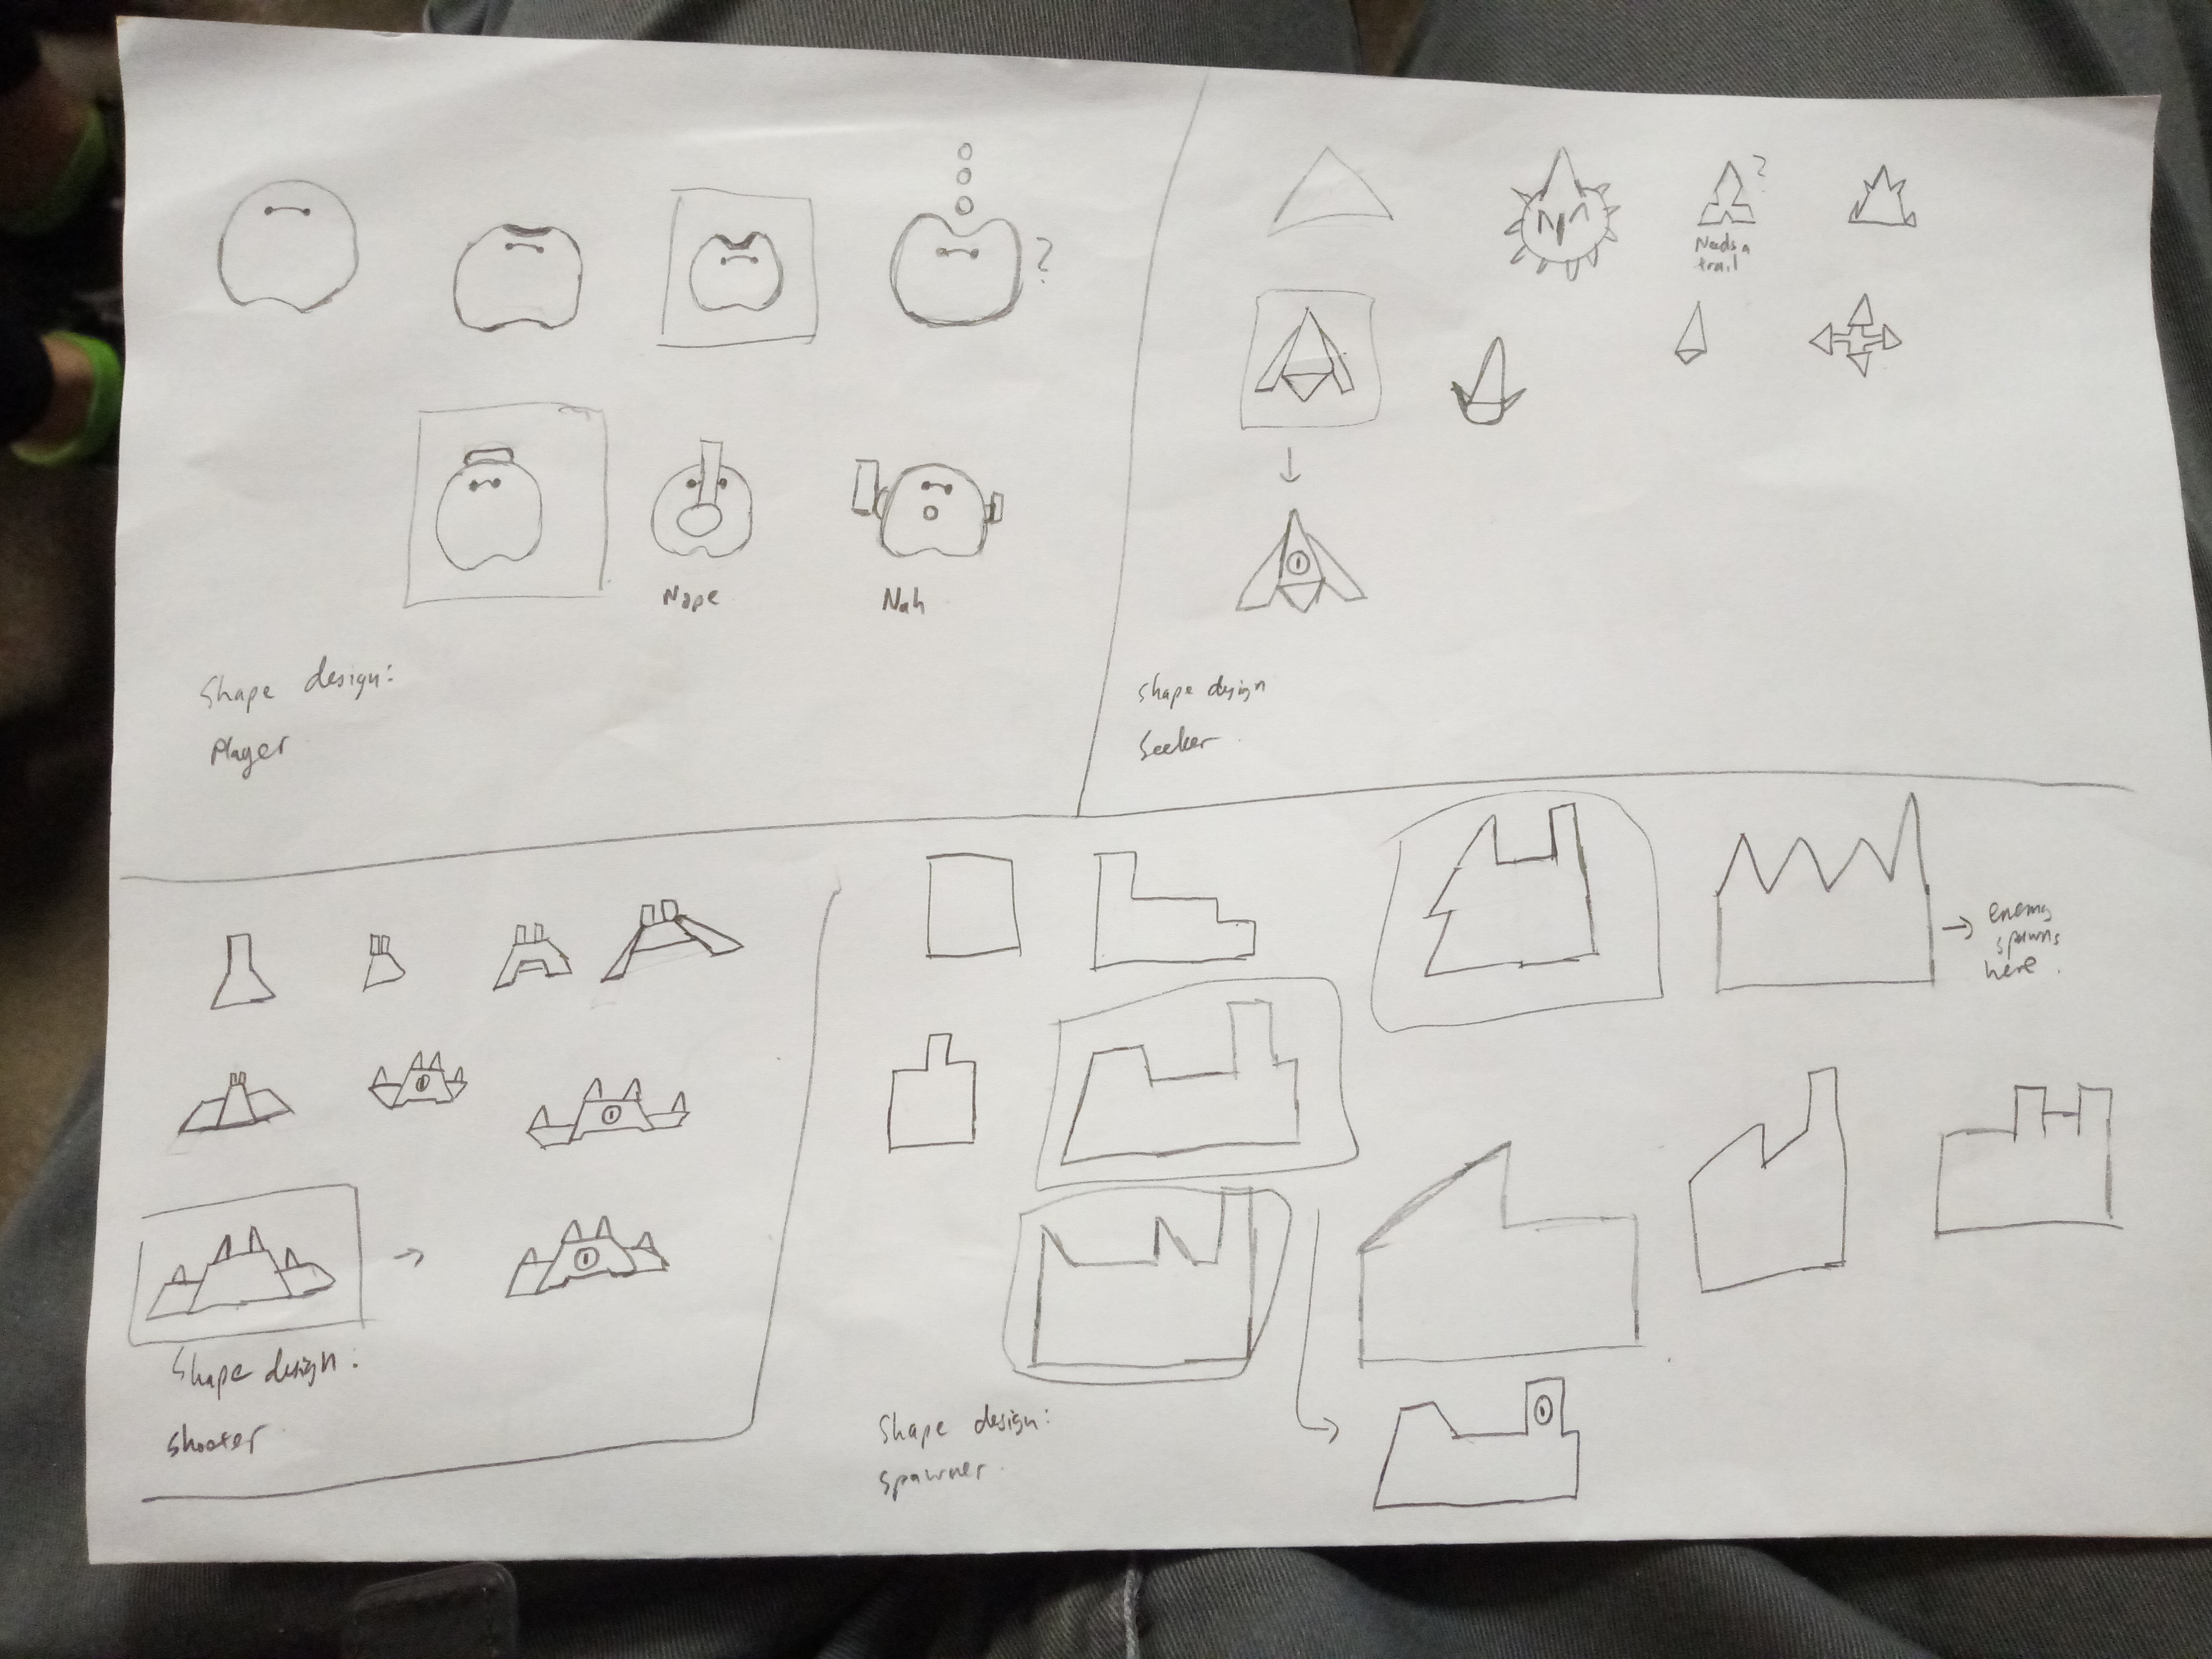 ?
Nope
Nah
Shape design:
Player
?
Needs a
trail
Shape design
Seeker
Shape design:
Shooter
enemy
spawns
here.
Shape design:
Spawner